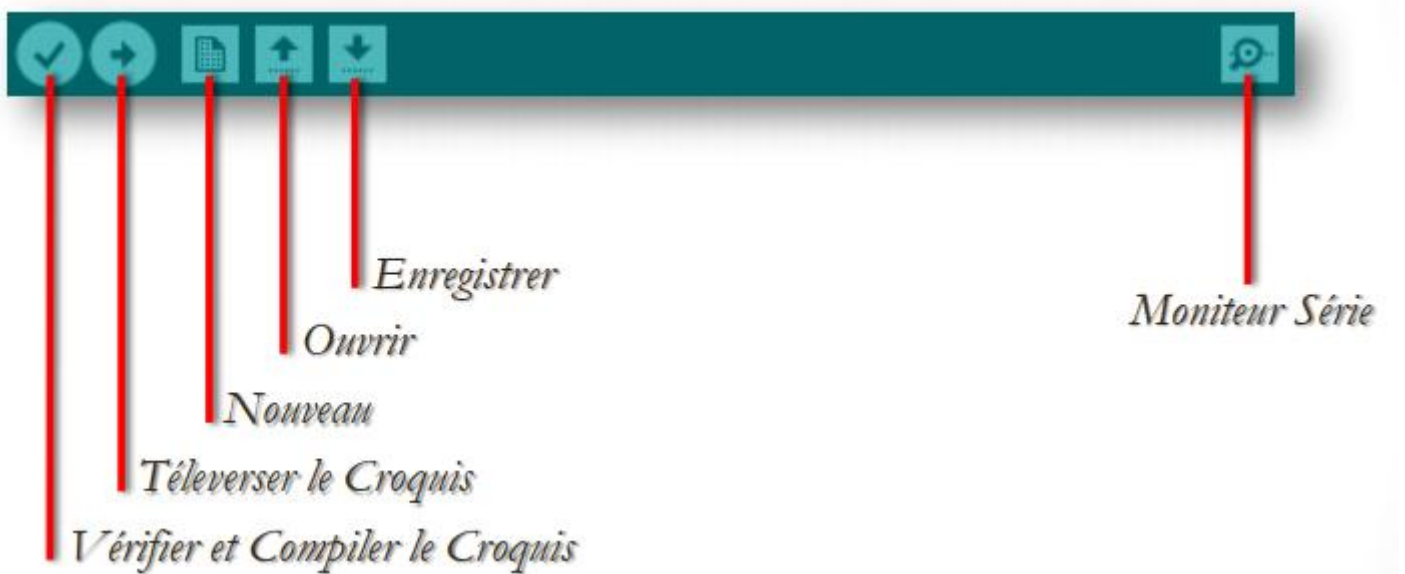 Enregistrer
Moniteur Série
Ouvrir
Nouveau
Téleverser le Croquis
Vérifier et Compiler le Croquis